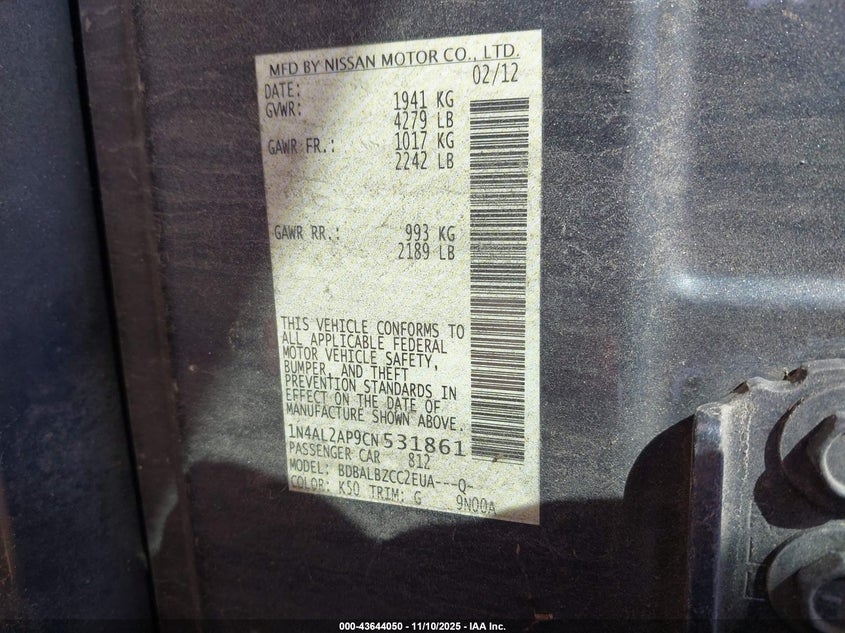 MFD BY NISSAN MOTOR CO., LTD.
DATE: 02/12
GVWR: 1941 KG
4279 LB
GAWR FR.: 1017 KG
2242 LB
GAWR RR.: 993 KG
2189 LB
THIS VEHICLE CONFORMS TO
ALL APPLICABLE FEDERAL
MOTOR VEHICLE SAFETY,
BUMPER, AND THEFT
PREVENTION STANDARDS IN
EFFECT ON THE DATE OF
MANUFACTURE SHOWN ABOVE.
1N4AL2AP9CN531861
PASSENGER CAR 812
MODEL: BDBALBZCC2EUA---Q-
COLOR: K50 TRIM: G 9N00A
000-43644050 - 11/10/2025 - IAA Inc.